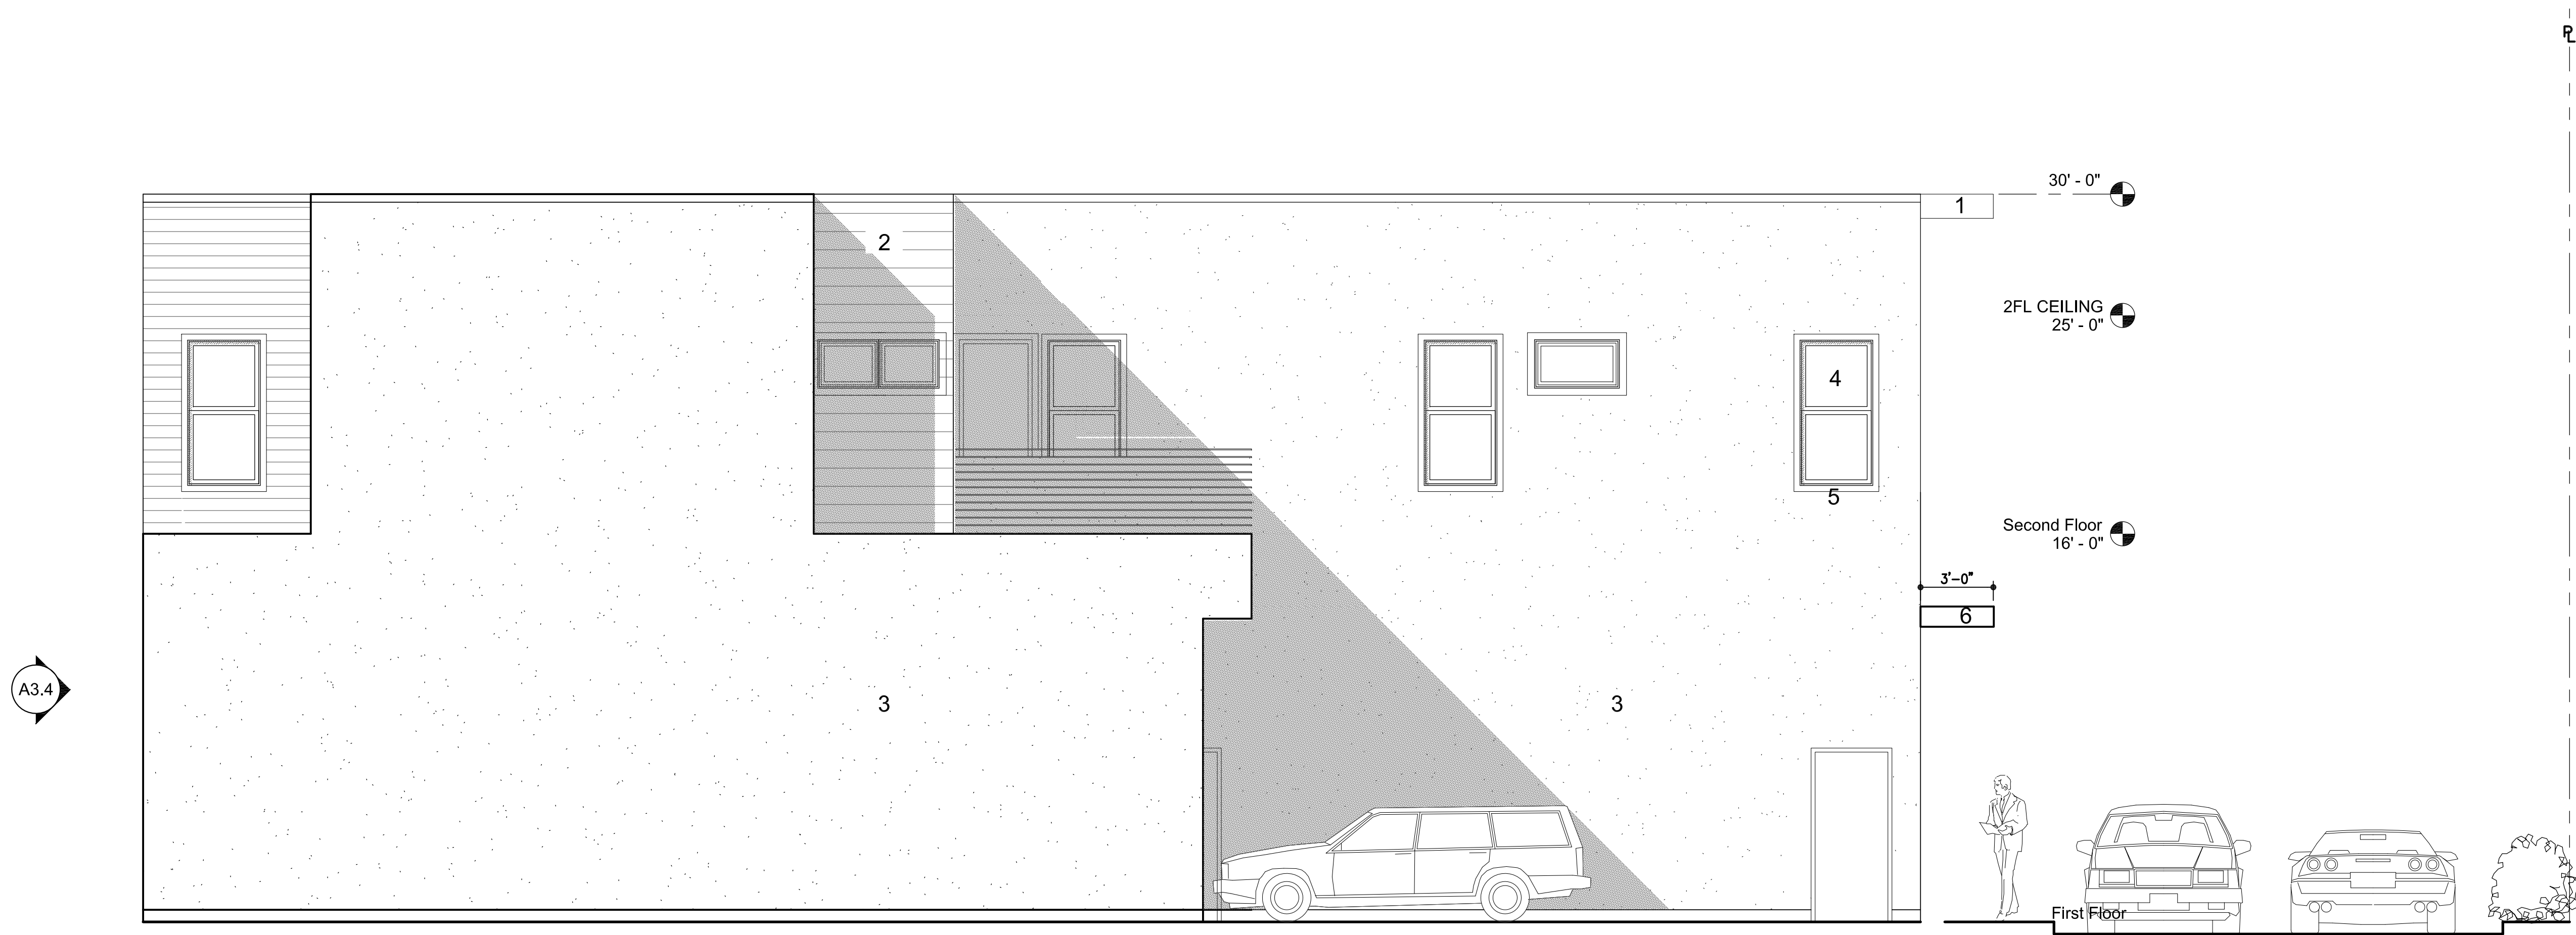 PL
30' - 0"
1
2
2FL CEILING
25' - 0"
4
5
Second Floor
16' - 0"
3'-0"
6
A3.4
3
3
First Floor